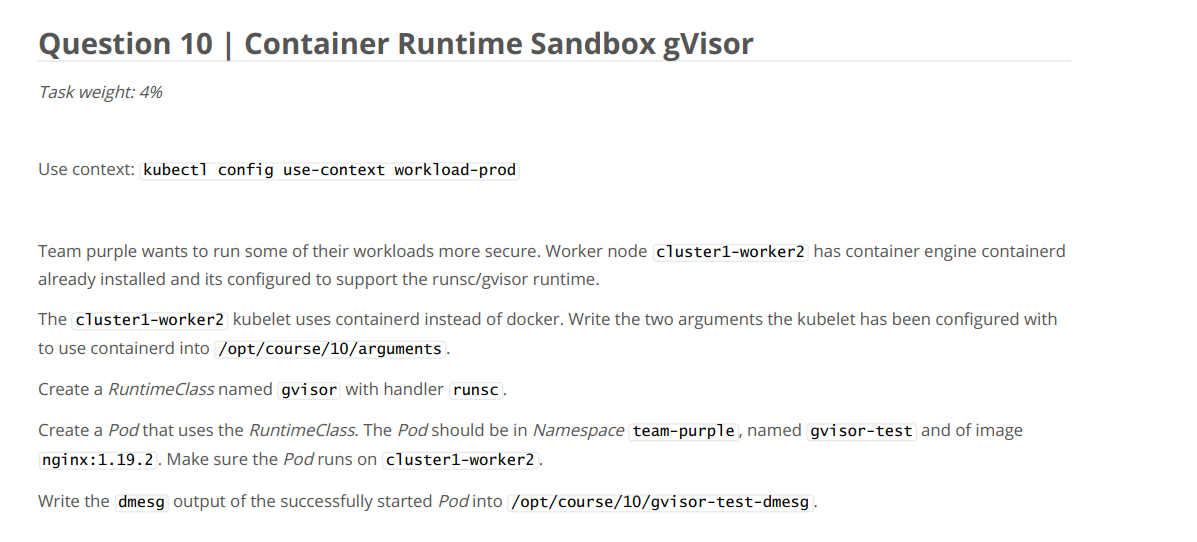 Question 10 | Container Runtime Sandbox gVisor
Task weight: 4%
Use context: kubectl config use-context workload-prod
Team purple wants to run some of their workloads more secure. Worker node cluster1-worker2 has container engine containerd
already installed and its configured to support the runsc/gvisor runtime.
The cluster1-worker2 kubelet uses containerd instead of docker. Write the two arguments the kubelet has been configured with
to use containerd into /opt/course/10/arguments.
Create a RuntimeClass named gvisor with handler runsc.
Create a Pod that uses the RuntimeClass. The Pod should be in Namespace team-purple, named gvisor-test and of image
nginx:1.19.2. Make sure the Pod runs on cluster1-worker2.
Write the dmesg output of the successfully started Pod into /opt/course/10/gvisor-test-dmesg.